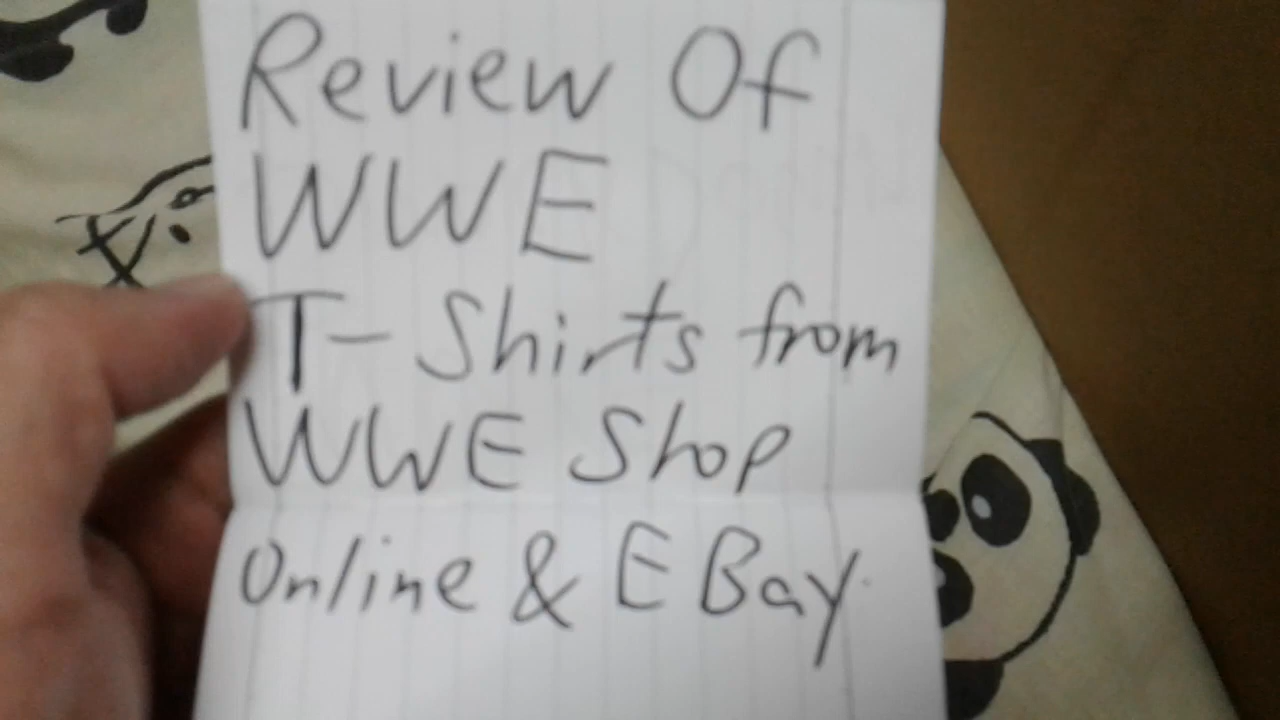 Review Of
WWE
T-Shirts from
WWE Shop
Online & E Bay.